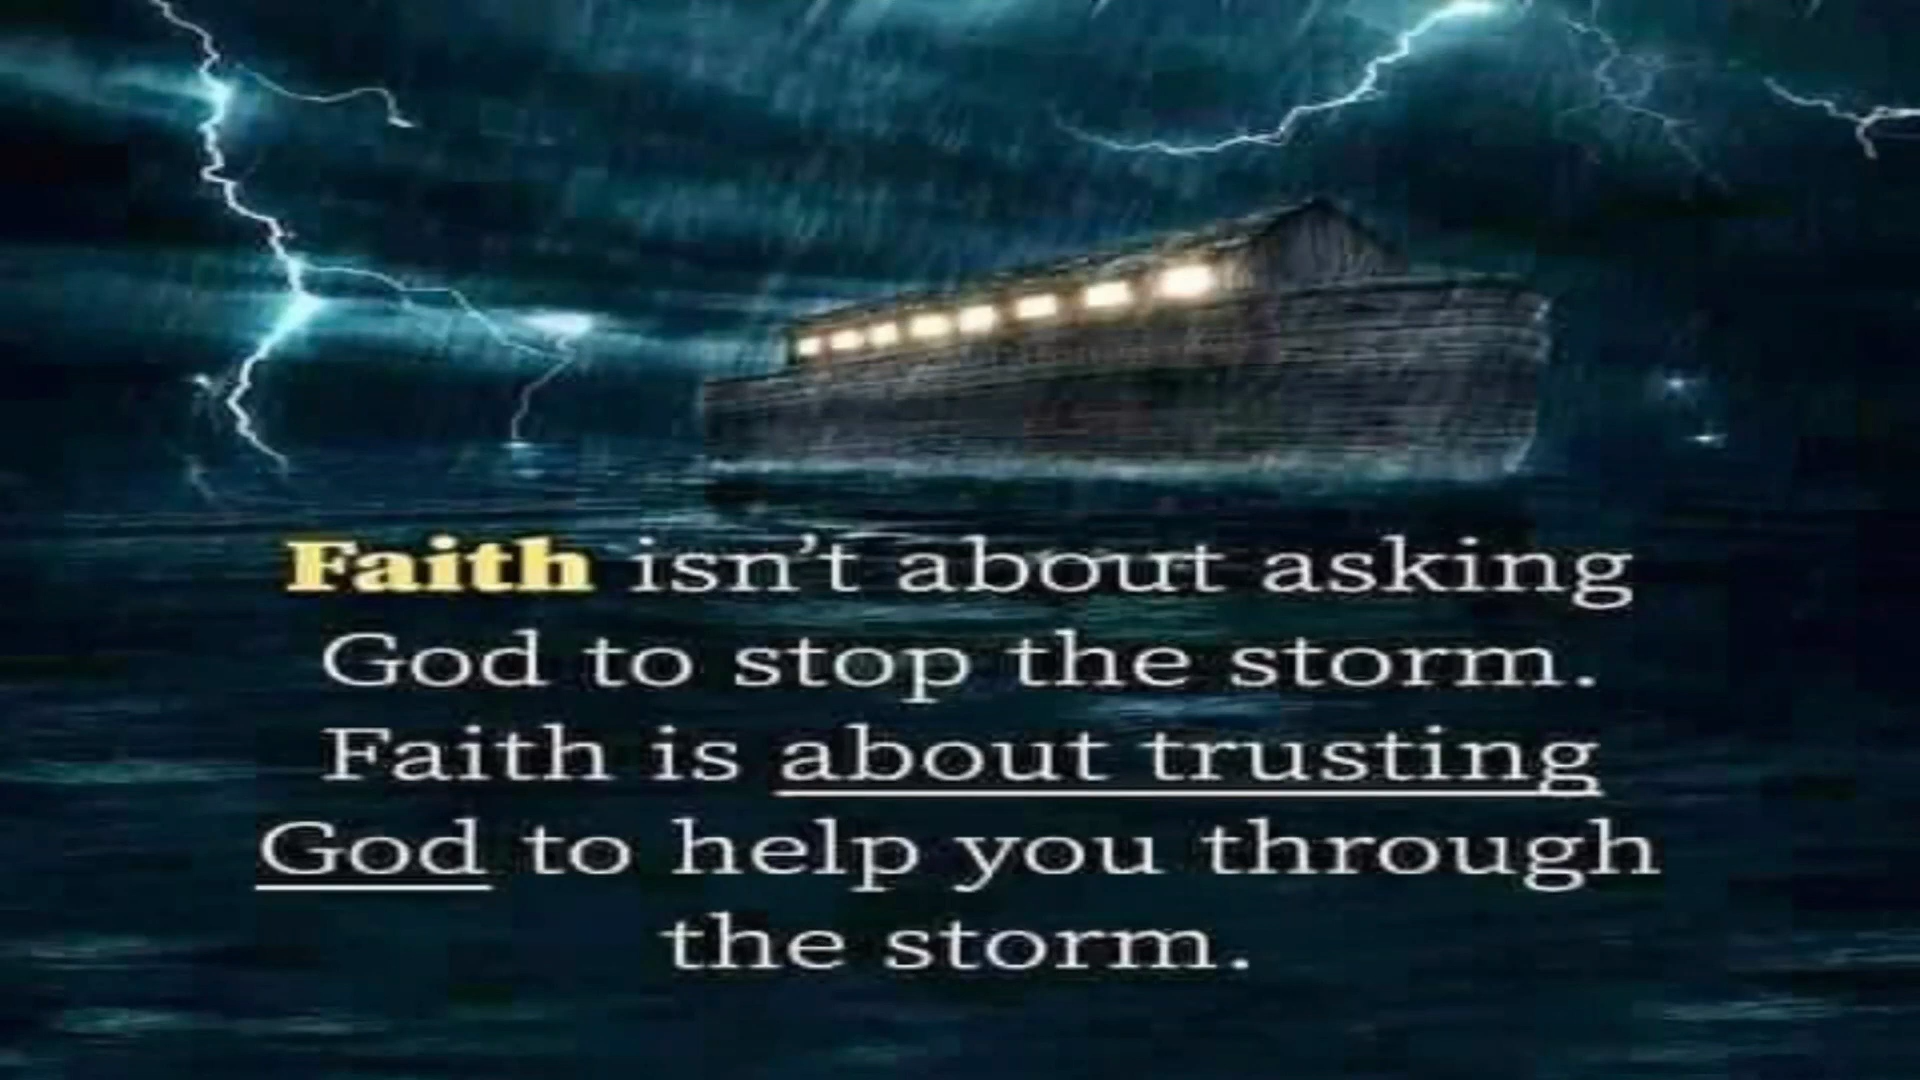 Faith isn't about asking
God to stop the storm.
Faith is about trusting
God to help you through
the storm.